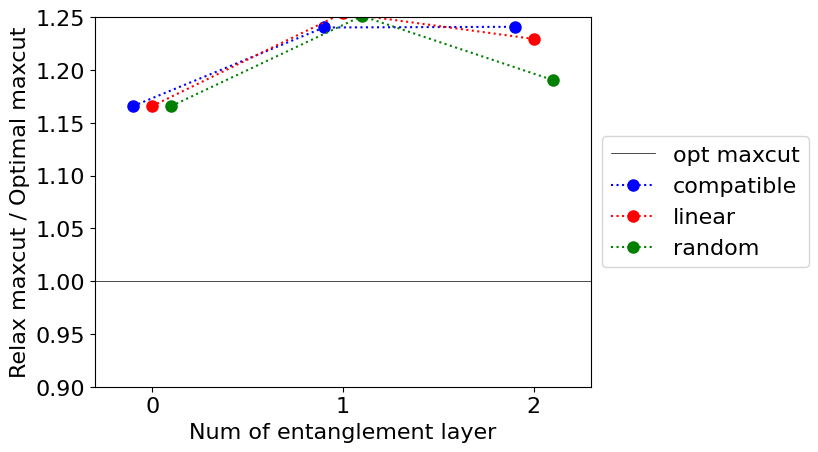 1.25
1.20
1.15
1.10
1.05
1.00
0.95
0.90
Relax maxcut / Optimal maxcut
0 1 2
Num of entanglement layer
opt maxcut
compatible
linear
random